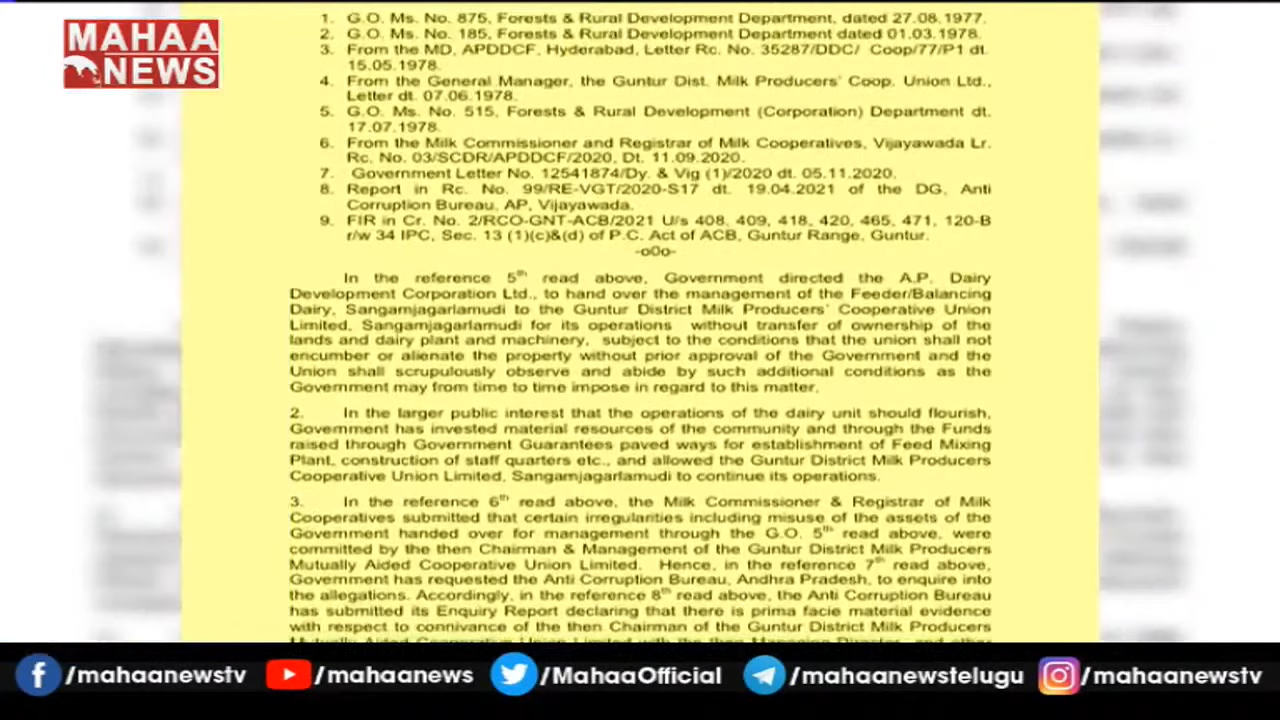 MAHAA
NEWS
1. G.O. Ms. No. 875, Forests & Rural Development Department, dated 27.08.1977.
2. G.O. Ms. No. 185, Forests & Rural Development Department dated 01.03.1978.
3. From the MD, APDDCF, Hyderabad, Letter Rc. No. 35287/DDC/ Coop/77/P1 dt.
15.05.1978.
4. From the General Manager, the Guntur Dist. Milk Producers' Coop. Union Ltd.,
Letter dt. 07.06.1978.
5. G.O. Ms. No. 515, Forests & Rural Development (Corporation) Department dt.
17.07.1978.
6. From the Milk Commissioner and Registrar of Milk Cooperatives, Vijayawada Lr.
Rc. No. 03/SCDR/APDDCF/2020, Dt. 11.09.2020.
7. Government Letter No. 12541874/Dy. & Vig (1)/2020 dt. 05.11.2020.
8. Report in Rc. No. 99/RE-VGT/2020-S17 dt. 19.04.2021 of the DG, Anti
Corruption Bureau, AP, Vijayawada.
9. FIR in Cr. No. 2/RCO-GNT-ACB/2021 U/s 408, 409, 418, 420, 465, 471, 120-B
r/w 34 IPC, Sec. 13 (1)(c)&(d) of P.C. Act of ACB, Guntur Range, Guntur.
-o0o-
In the reference 5th read above, Government directed the A.P. Dairy
Development Corporation Ltd., to hand over the management of the Feeder/Balancing
Dairy, Sangamjagarlamudi to the Guntur District Milk Producers' Cooperative Union
Limited, Sangamjagarlamudi for its operations without transfer of ownership of the
lands and dairy plant and machinery, subject to the conditions that the union shall not
encumber or alienate the property without prior approval of the Government and the
Union shall scrupulously observe and abide by such additional conditions as the
Government may from time to time impose in regard to this matter.
2. In the larger public interest that the operations of the dairy unit should flourish,
Government has invested material resources of the community and through the Funds
raised through Government Guarantees paved ways for establishment of Feed Mixing
Plant, construction of staff quarters etc., and allowed the Guntur District Milk Producers
Cooperative Union Limited, Sangamjagarlamudi to continue its operations.
3. In the reference 6th read above, the Milk Commissioner & Registrar of Milk
Cooperatives submitted that certain irregularities including misuse of the assets of the
Government handed over for management through the G.O. 5th read above, were
committed by the then Chairman & Management of the Guntur District Milk Producers
Mutually Aided Cooperative Union Limited. Hence, in the reference 7th read above,
Government has requested the Anti Corruption Bureau, Andhra Pradesh, to enquire into
the allegations. Accordingly, in the reference 8th read above, the Anti Corruption Bureau
has submitted its Enquiry Report declaring that there is prima facie material evidence
with respect to connivance of the then Chairman of the Guntur District Milk Producers
Mutually Aided Cooperative Union Limited with the then Managing Director, and other
/mahaanewstv /mahaanews /MahaaOfficial /mahaanewstelugu /mahaanewstv